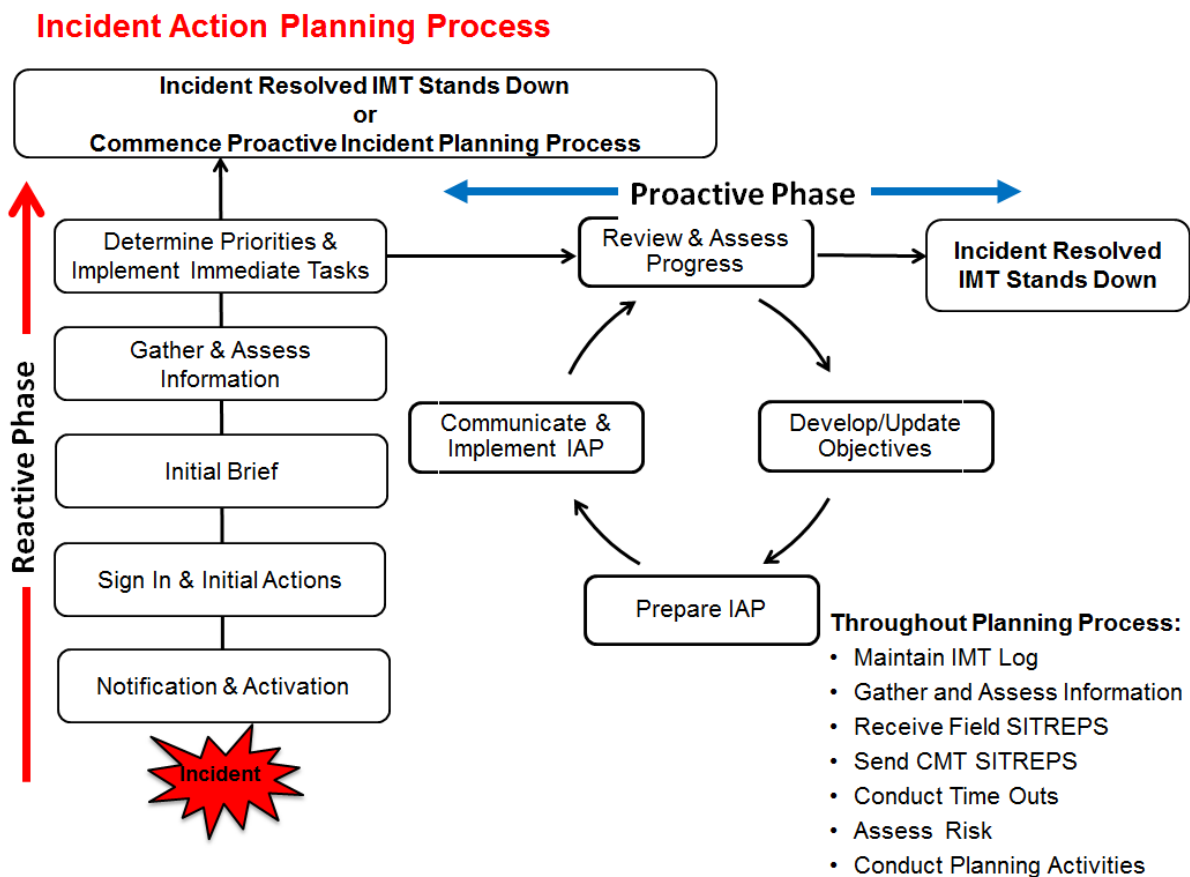 Incident Action Planning Process
Incident Resolved IMT Stands Down
or
Commence Proactive Incident Planning Process
Reactive Phase
Determine Priorities &
Implement Immediate Tasks
Gather & Assess
Information
Initial Brief
Sign In & Initial Actions
Notification & Activation
Incident
Proactive Phase
Review & Assess
Progress
Incident Resolved
IMT Stands Down
Communicate &
Implement IAP
Develop/Update
Objectives
Prepare IAP
Throughout Planning Process:
• Maintain IMT Log
• Gather and Assess Information
• Receive Field SITREPS
• Send CMT SITREPS
• Conduct Time Outs
• Assess Risk
• Conduct Planning Activities